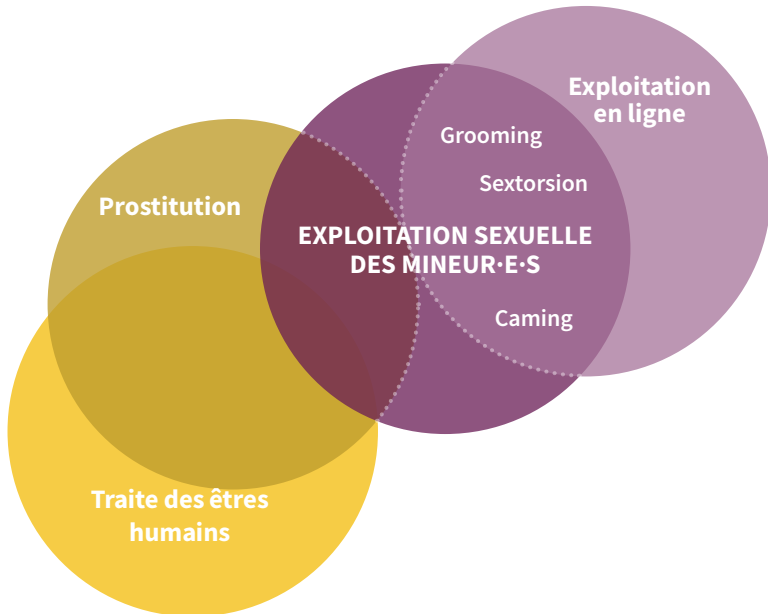 Exploitation
en ligne
Grooming
Sextorsion
Prostitution
EXPLOITATION SEXUELLE
DES MINEUR·E·S
Caming
Traite des êtres
humains